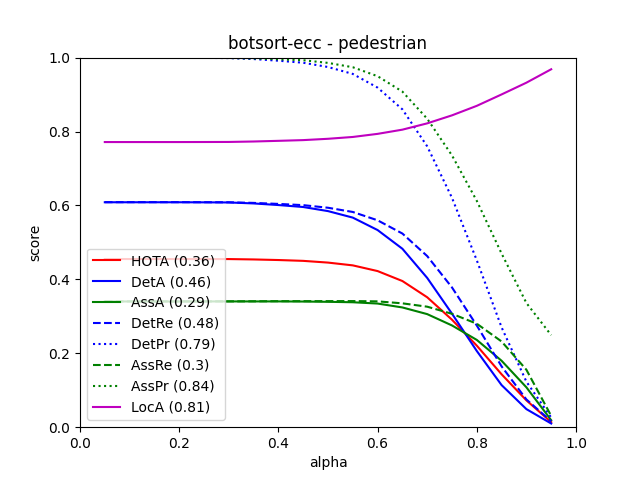 botsort-ecc - pedestrian
1.0
0.8
0.6
score
0.4
0.2
0.0
HOTA (0.36)
DetA (0.46)
AssA (0.29)
DetRe (0.48)
DetPr (0.79)
AssRe (0.3)
AssPr (0.84)
LocA (0.81)
0.0 0.2 0.4 0.6 0.8 1.0
alpha